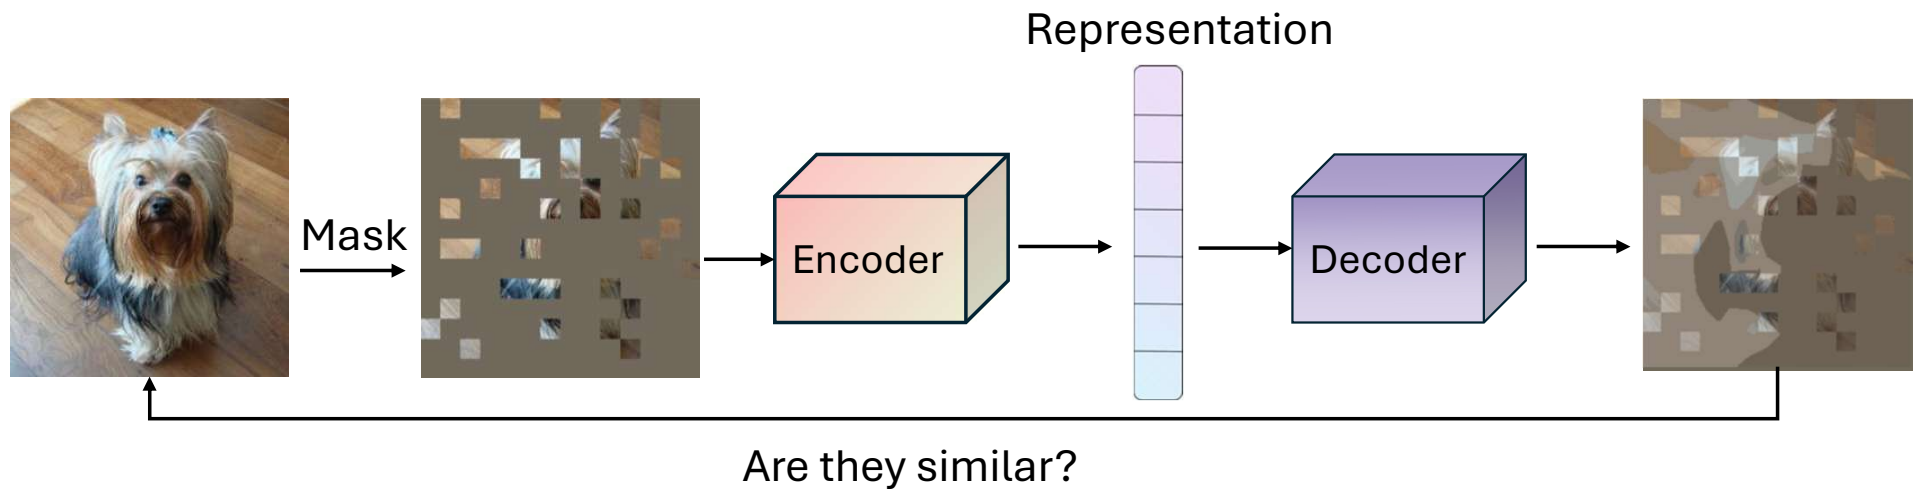 Representation
Mask
Encoder
Decoder
Are they similar?